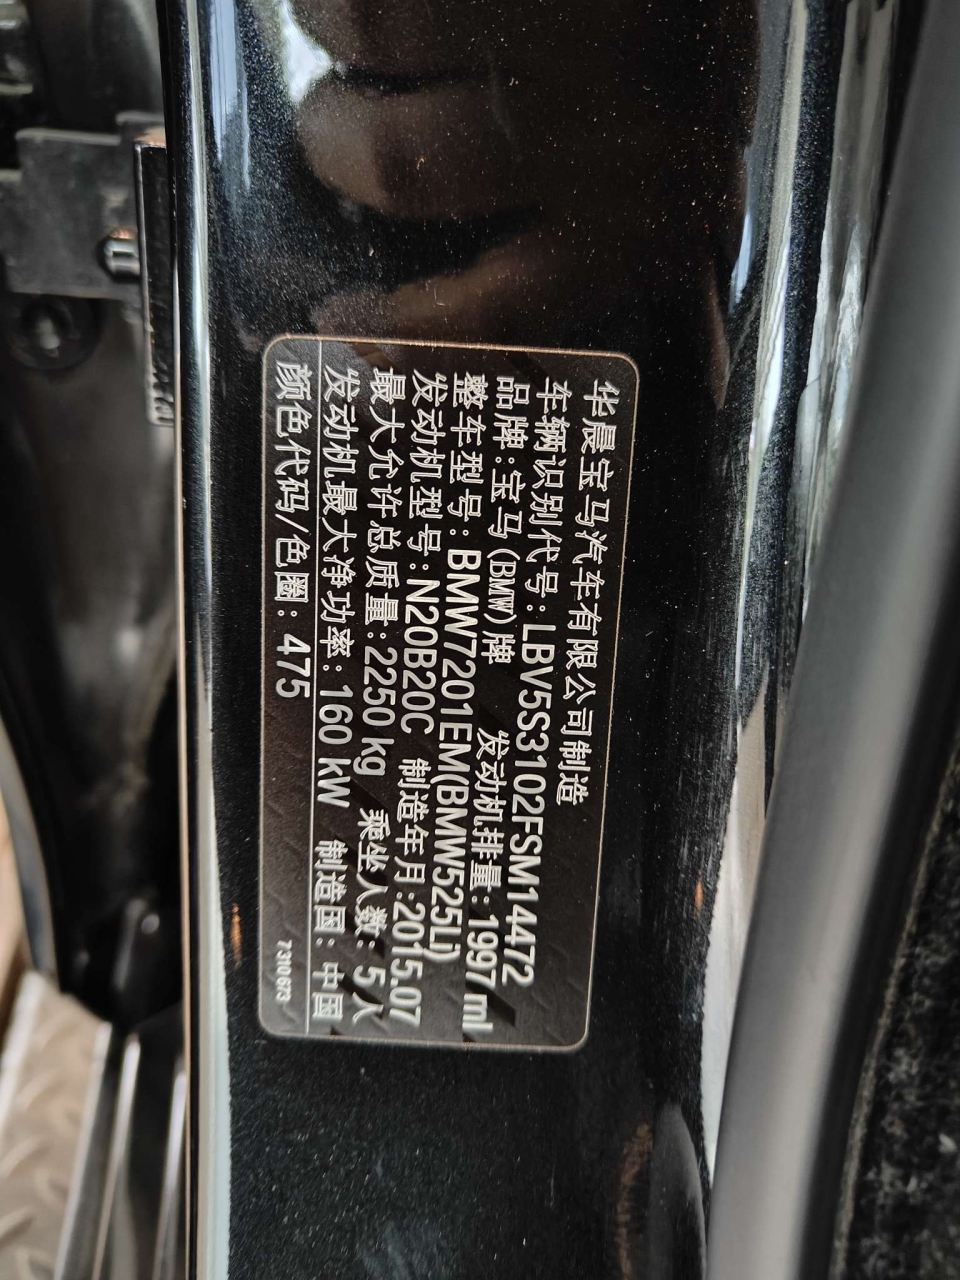 华晨宝马汽车有限公司制造
车辆识别代号：LBV5S3102FSM14472
品牌：宝马(BMW)牌 发动机排量：1997 ml
整车型号：BMW7201EM(BMW525Li)
发动机型号：N20B20C 制造年月：2015.07
最大允许总质量：2250 kg 乘坐人数：5人
发动机最大净功率：160 kW 制造国：中国
颜色代码/色圈：475
7310673